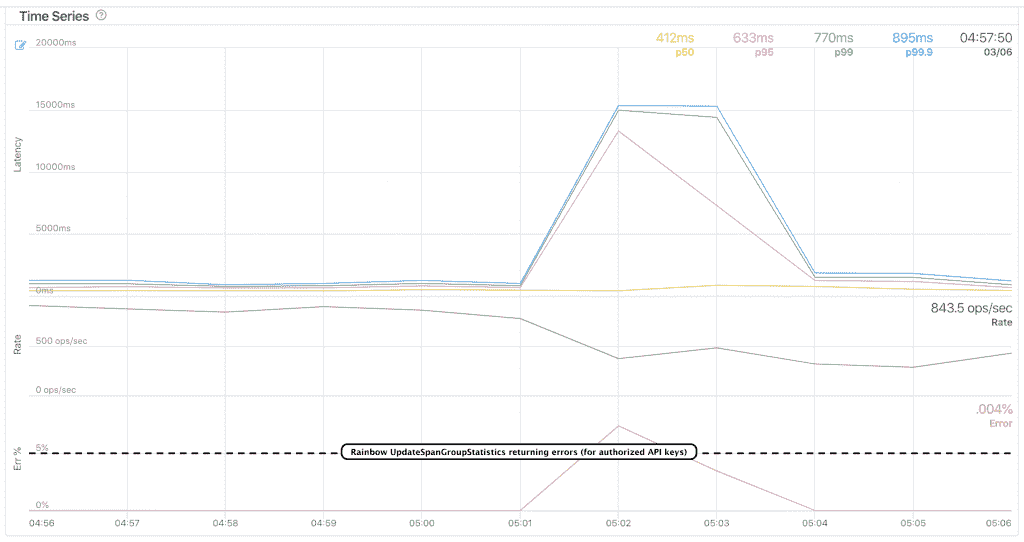 Time Series ?
20000ms
412ms 633ms 770ms 895ms 04:57:50
p50 p95 p99 p99.9 03/06
15000ms
Latency
10000ms
5000ms
0ms
843.5 ops/sec
Rate
Rate
500 ops/sec
0 ops/sec
.004%
Error
Err %
5%
Rainbow UpdateSpanGroupStatistics returning errors (for authorized API keys)
0%
04:56 04:57 04:58 04:59 05:00 05:01 05:02 05:03 05:04 05:05 05:06